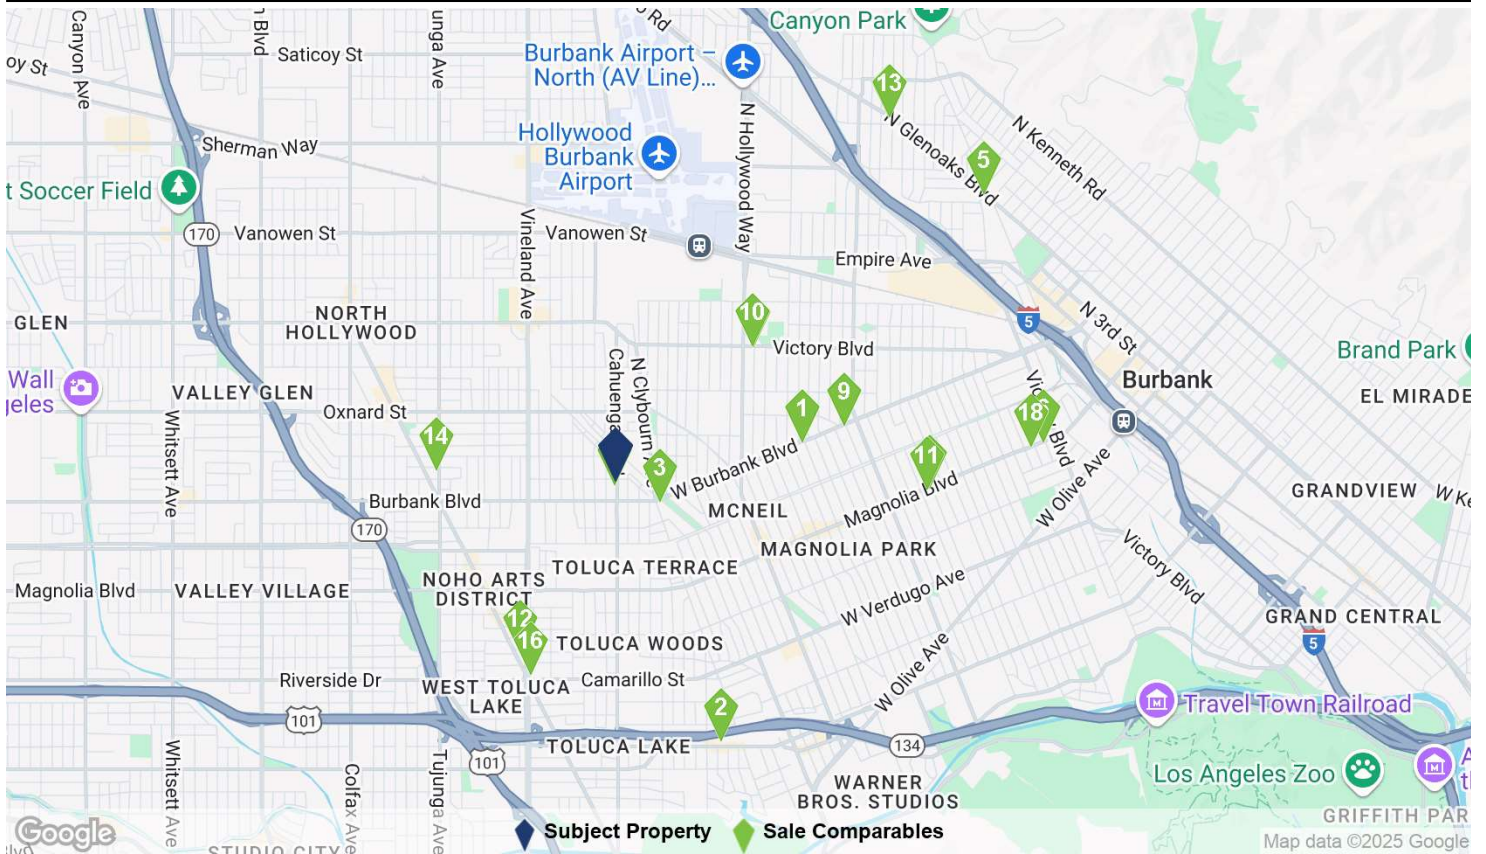 Canyon Park
Canyon Ave
Saticoy St
Burbank Airport –
North (AV Line)...
13
Sherman Way
Hollywood
Burbank
Airport
N Hollywood Way
N Glenoaks Blvd
N Kenneth Rd
5
t Soccer Field
170
Vanowen St
Vineland Ave
Vanowen St
Empire Ave
GLEN
NORTH
HOLLYWOOD
10
5
N 3rd St
Victory Blvd
Brand Park
Wall
geles
VALLEY GLEN
Burbank
EL MIRADE
Oxnard St
Whitsett Ave
Cahuenga
N Clybourn
1
9
18
14
3
11
W Burbank Blvd
Burbank Blvd
MCNEIL
Magnolia Blvd
W Olive Ave
GRANDVIEW
170
MAGNOLIA PARK
Victory Blvd
TOLUCA TERRACE
NOHO ARTS
DISTRICT
Magnolia Blvd
VALLEY VILLAGE
W Verdugo Ave
GRAND CENTRAL
12
16
TOLUCA WOODS
5
Riverside Dr
WEST TOLUCA
LAKE
Camarillo St
W Olive Ave
2
Travel Town Railroad
101
TOLUCA LAKE
134
101
Whitsett Ave
Colfax Ave
Tujunga Ave
WARNER
BROS. STUDIOS
Los Angeles Zoo
GRIFFITH PAR
Google
Subject Property
Sale Comparables
STUDIO CITY
Map data ©2025 Google